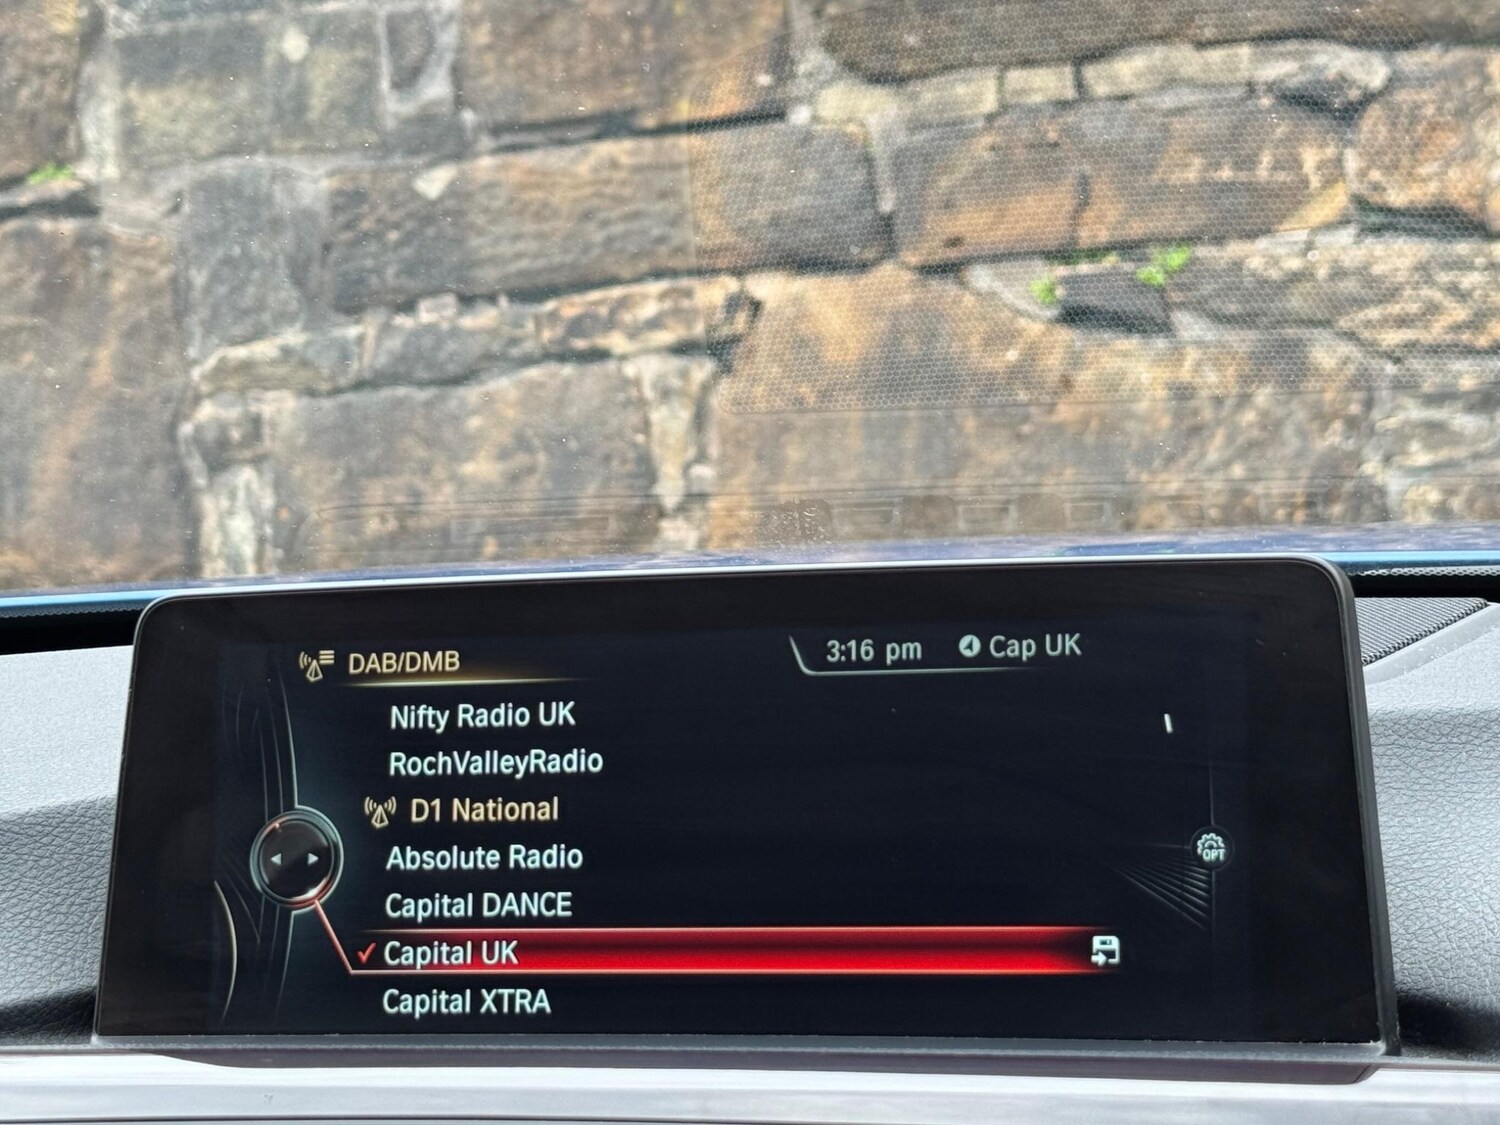 DAB/DMB
3:16 pm Cap UK
Nifty Radio UK
RochValleyRadio
D1 National
Absolute Radio
Capital DANCE
Capital UK
Capital XTRA
OPT